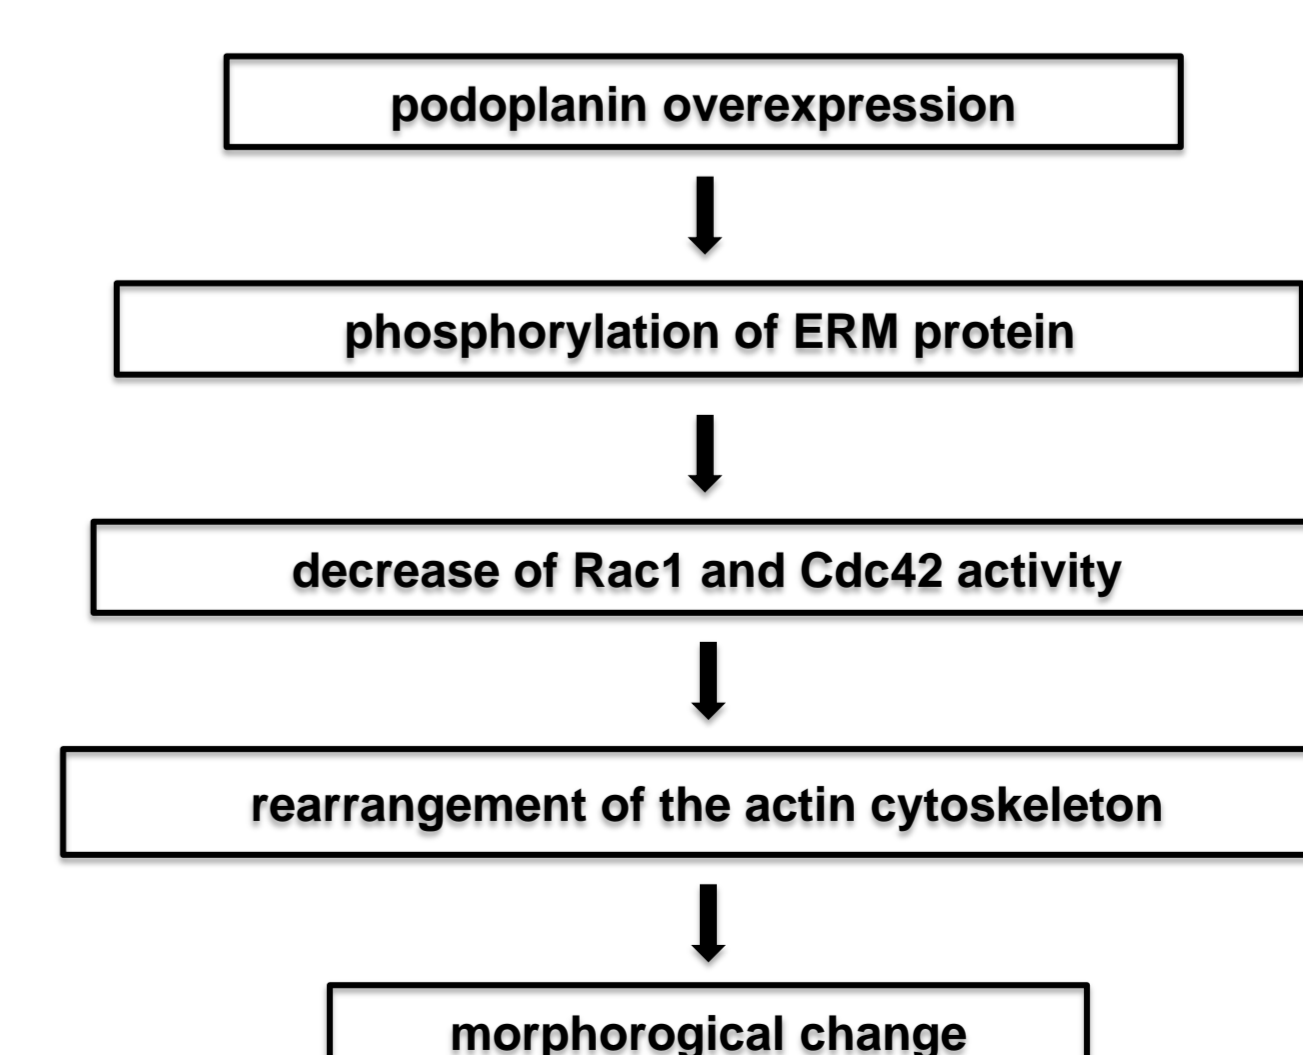 podoplanin overexpression
phosphorylation of ERM protein
decrease of Rac1 and Cdc42 activity
rearrangement of the actin cytoskeleton
morphorogical change